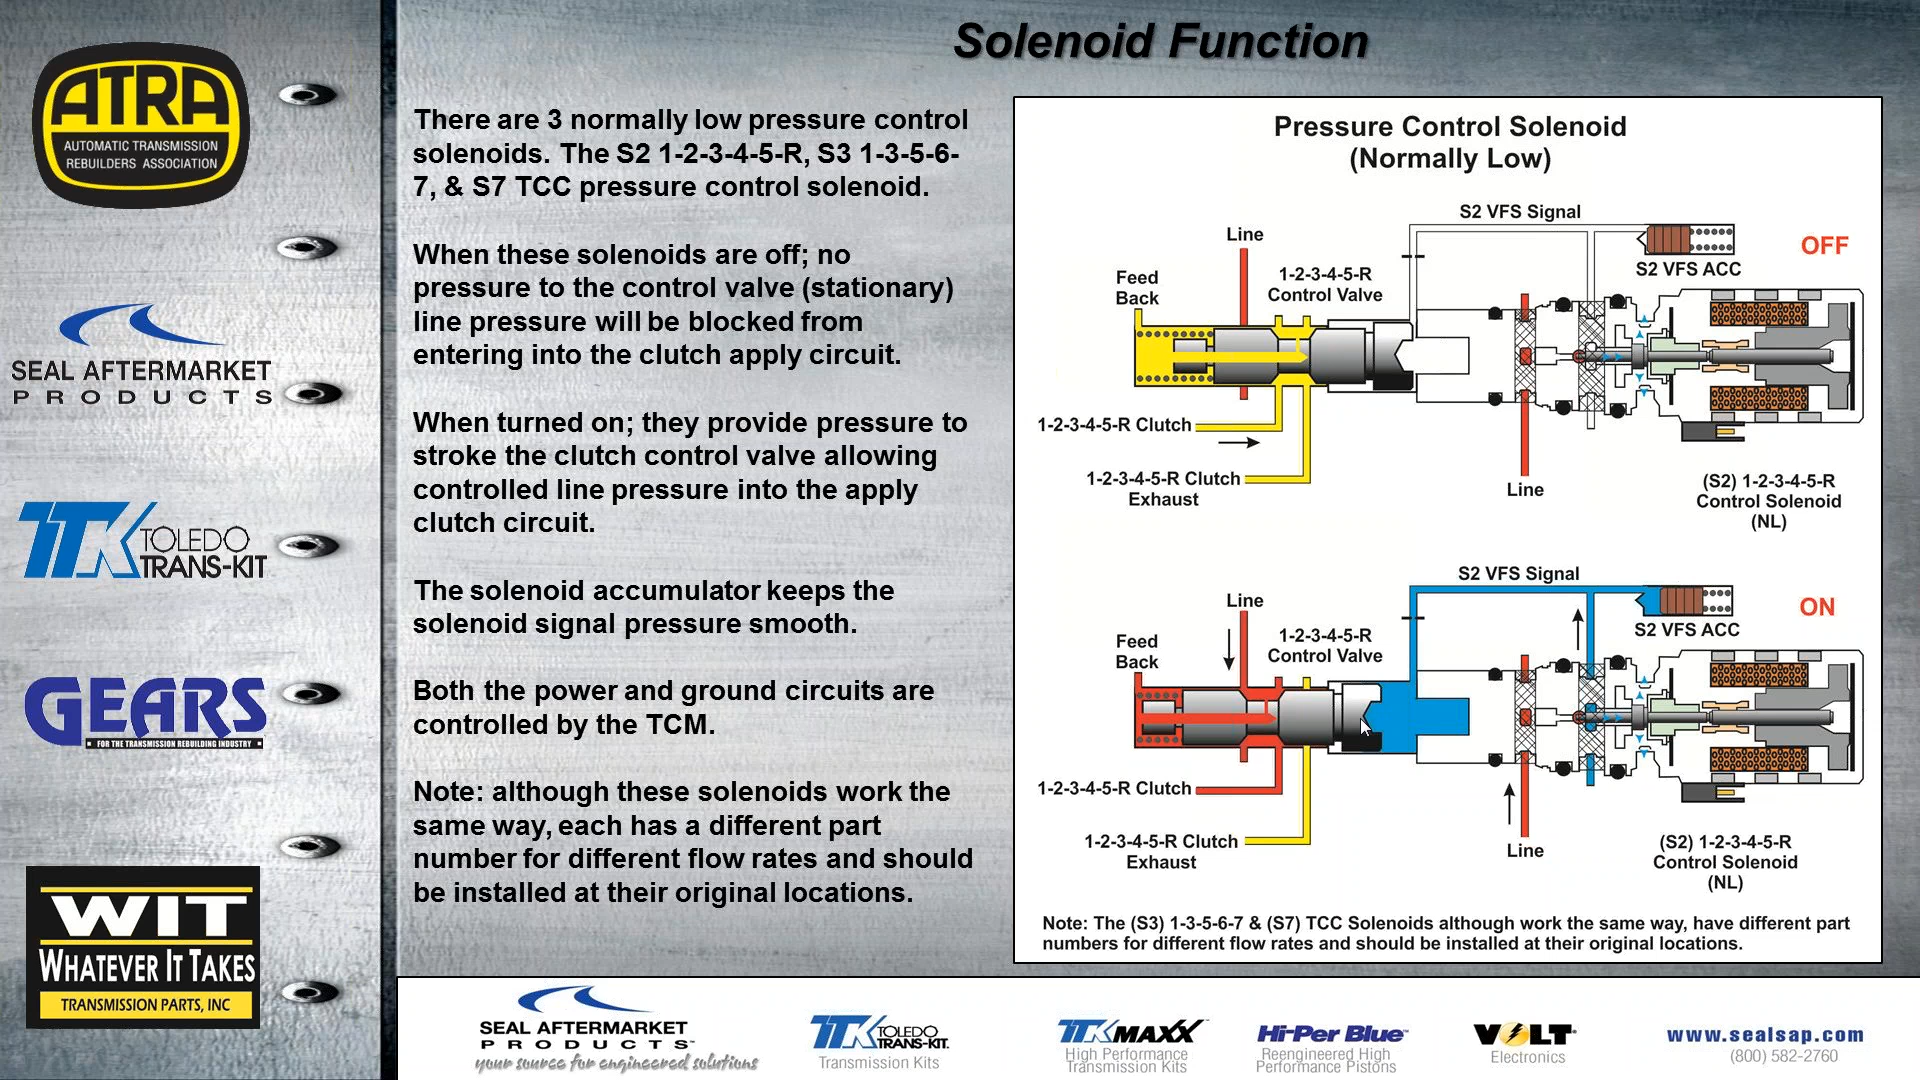 Solenoid Function
ATRA
AUTOMATIC TRANSMISSION
REBUILDERS ASSOCIATION
SEAL AFTERMARKET
PRODUCTS
TTK TOLEDO
TRANS-KIT
GEARS
FOR THE TRANSMISSION REBUILDING INDUSTRY
WIT
WHATEVER IT TAKES
TRANSMISSION PARTS, INC
There are 3 normally low pressure control
solenoids. The S2 1-2-3-4-5-R, S3 1-3-5-6-
7, & S7 TCC pressure control solenoid.
When these solenoids are off; no
pressure to the control valve (stationary)
line pressure will be blocked from
entering into the clutch apply circuit.
When turned on; they provide pressure to
stroke the clutch control valve allowing
controlled line pressure into the apply
clutch circuit.
The solenoid accumulator keeps the
solenoid signal pressure smooth.
Both the power and ground circuits are
controlled by the TCM.
Note: although these solenoids work the
same way, each has a different part
number for different flow rates and should
be installed at their original locations.
Pressure Control Solenoid
(Normally Low)
S2 VFS Signal
Line
OFF
S2 VFS ACC
Feed
Back
1-2-3-4-5-R
Control Valve
1-2-3-4-5-R Clutch
1-2-3-4-5-R Clutch
Exhaust
Line
(S2) 1-2-3-4-5-R
Control Solenoid
(NL)
S2 VFS Signal
Line
ON
S2 VFS ACC
Feed
Back
1-2-3-4-5-R
Control Valve
1-2-3-4-5-R Clutch
1-2-3-4-5-R Clutch
Exhaust
Line
(S2) 1-2-3-4-5-R
Control Solenoid
(NL)
Note: The (S3) 1-3-5-6-7 & (S7) TCC Solenoids although work the same way, have different part
numbers for different flow rates and should be installed at their original locations.
SEAL AFTERMARKET
PRODUCTS™
your source for engineered solutions
TTK TOLEDO
TRANS-KIT.
Transmission Kits
TTK MAXX™
High Performance
Transmission Kits
Hi-Per Blue™
Reengineered High
Performance Pistons
VOLT
Electronics
www.sealsap.com
(800) 582-2760